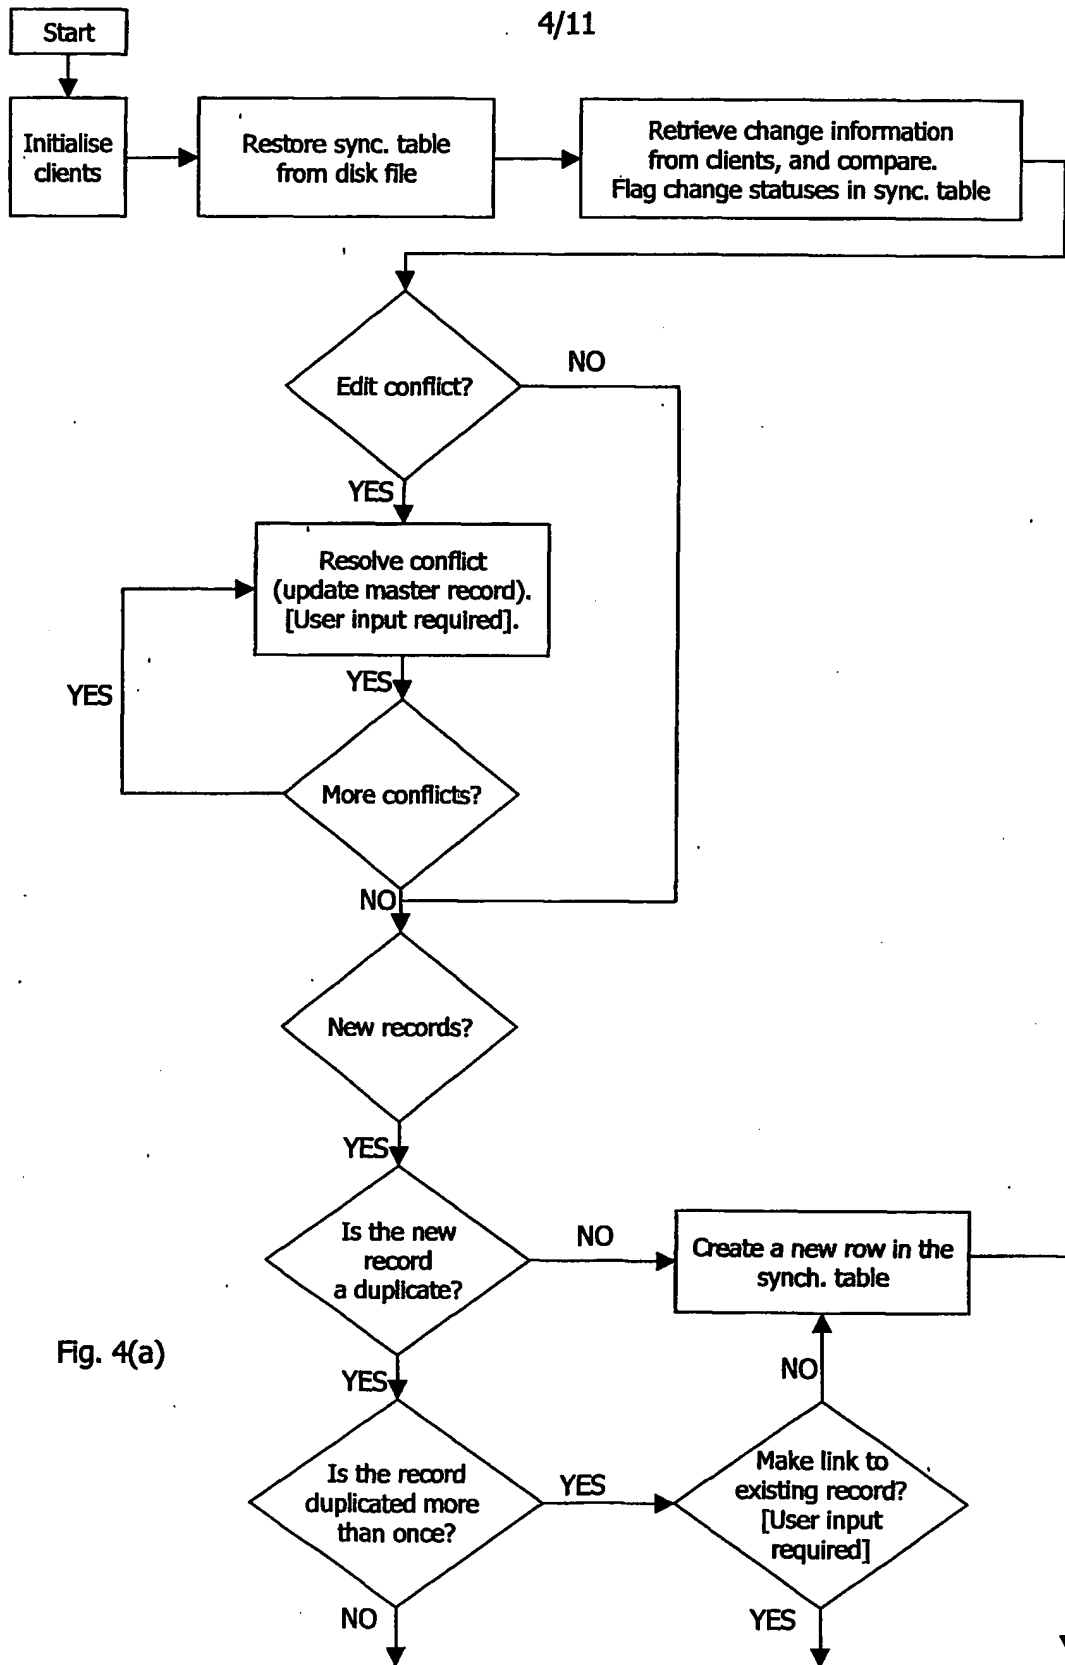 4/11
Start
Initialise
clients
Restore sync. table
from disk file
Retrieve change information
from clients, and compare.
Flag change statuses in sync. table
Edit conflict?
NO
YES
Resolve conflict
(update master record).
[User input required].
YES
YES
More conflicts?
NO
New records?
YES
Is the new
record
a duplicate?
NO
Create a new row in the
synch. table
Fig. 4(a)
YES
NO
Is the record
duplicated more
than once?
YES
Make link to
existing record?
[User input
required]
NO
YES